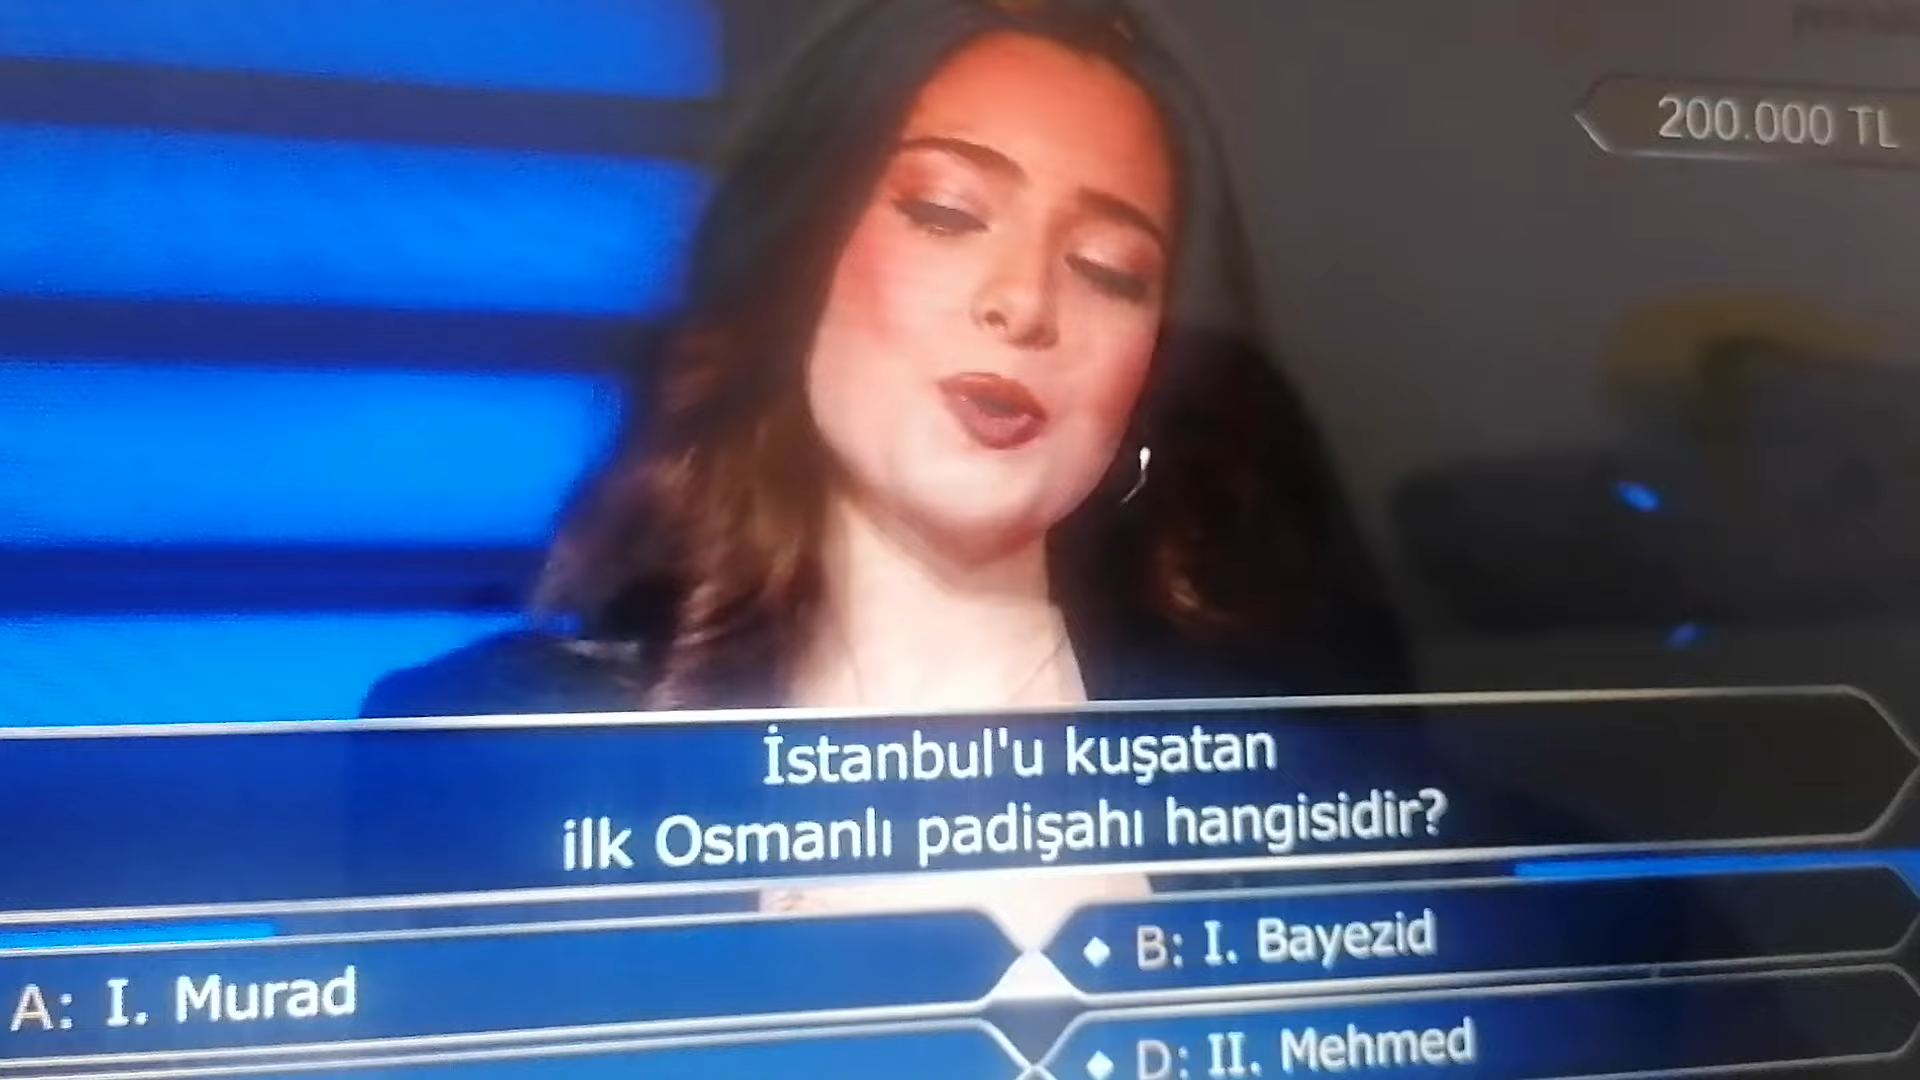 200.000 TL
İstanbul'u kuşatan
ilk Osmanlı padişahı hangisidir?
A: I. Murad
◆ B: I. Bayezid
◆ D: II. Mehmed